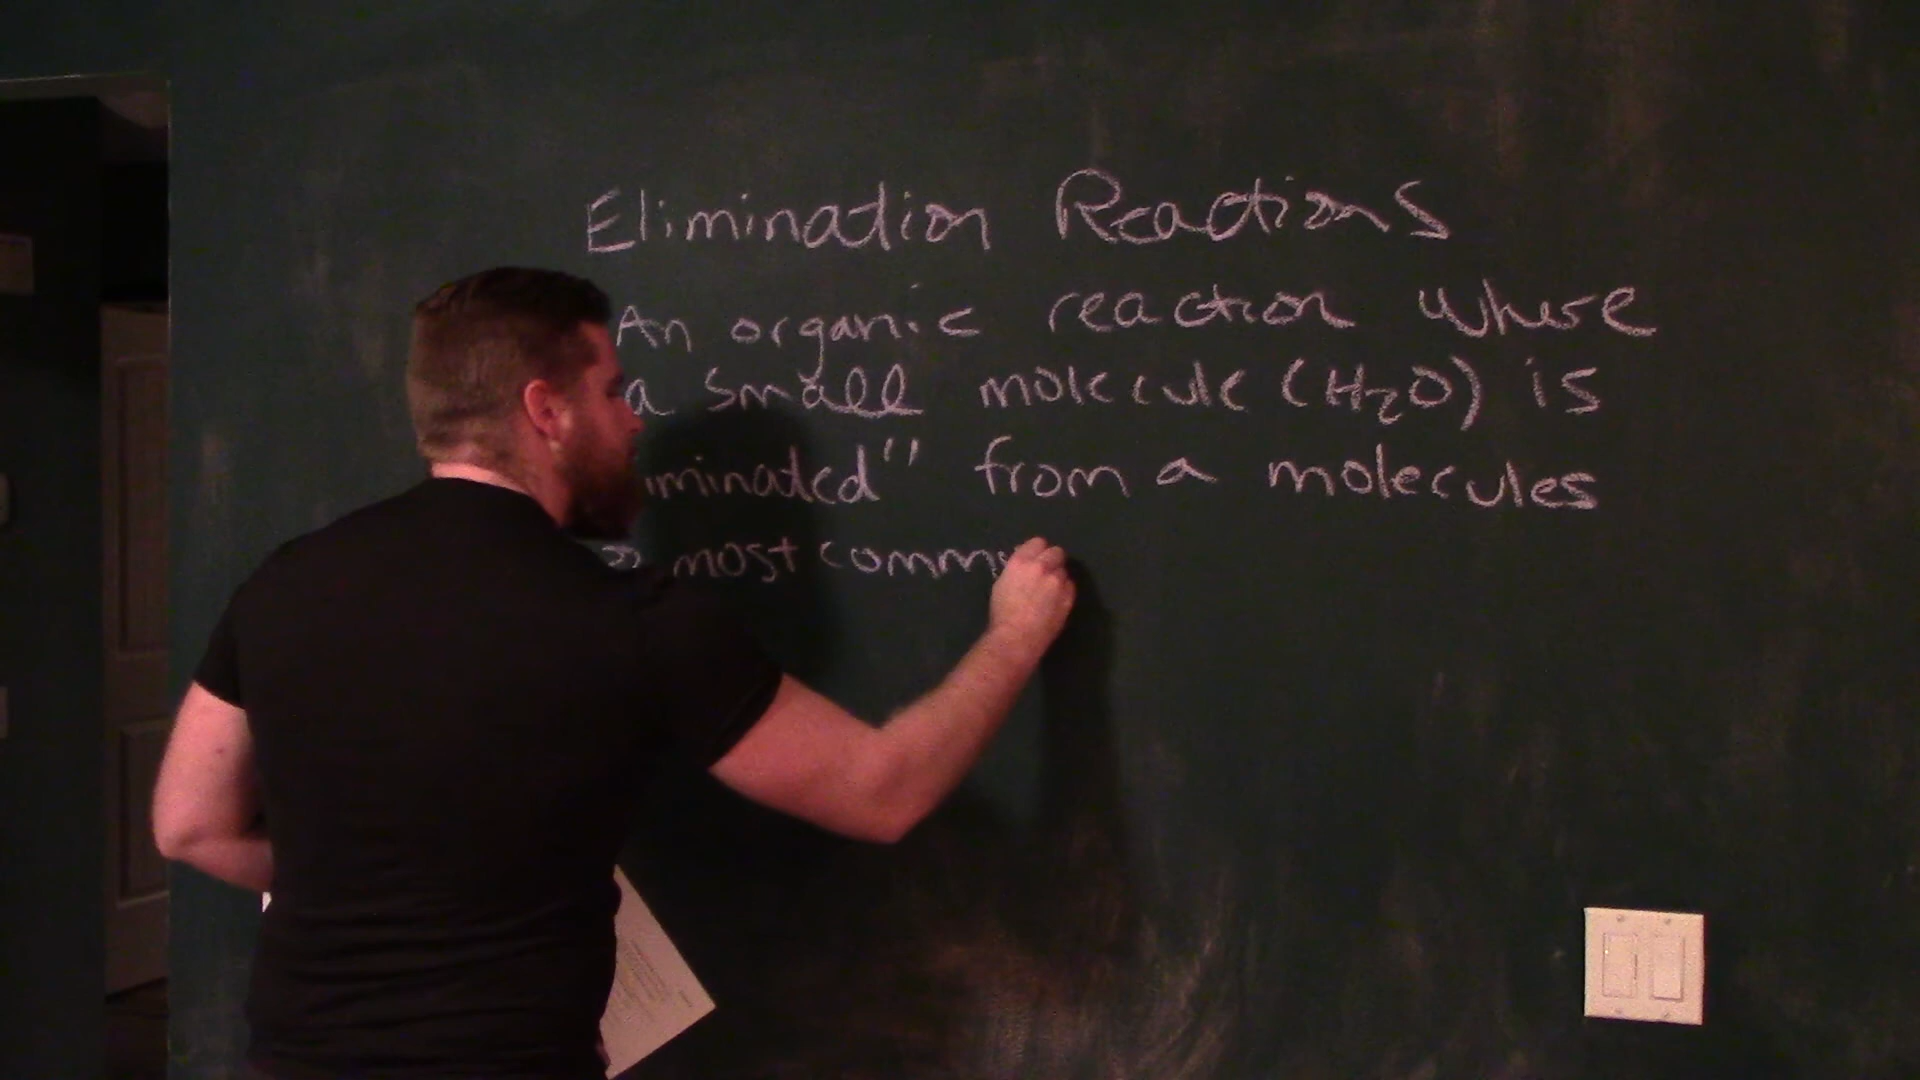 Elimination Reactions
An organic reaction where
a small molecule (H2O) is
iminated" from a molecules
most comm